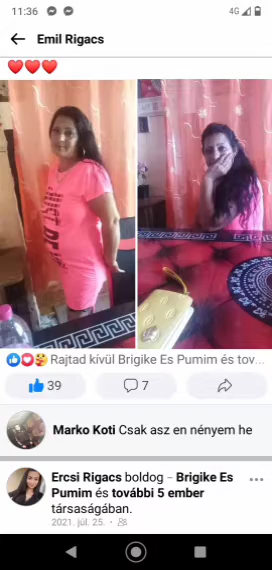 11:36
4G
Emil Rigacs
Rajtad kívül Brigike Es Pumim és tov...
39
7
Marko Koti Csak asz en nényem he
Ercsi Rigacs boldog – Brigike Es
Pumim és további 5 ember
társaságában.
2021. júl. 25.